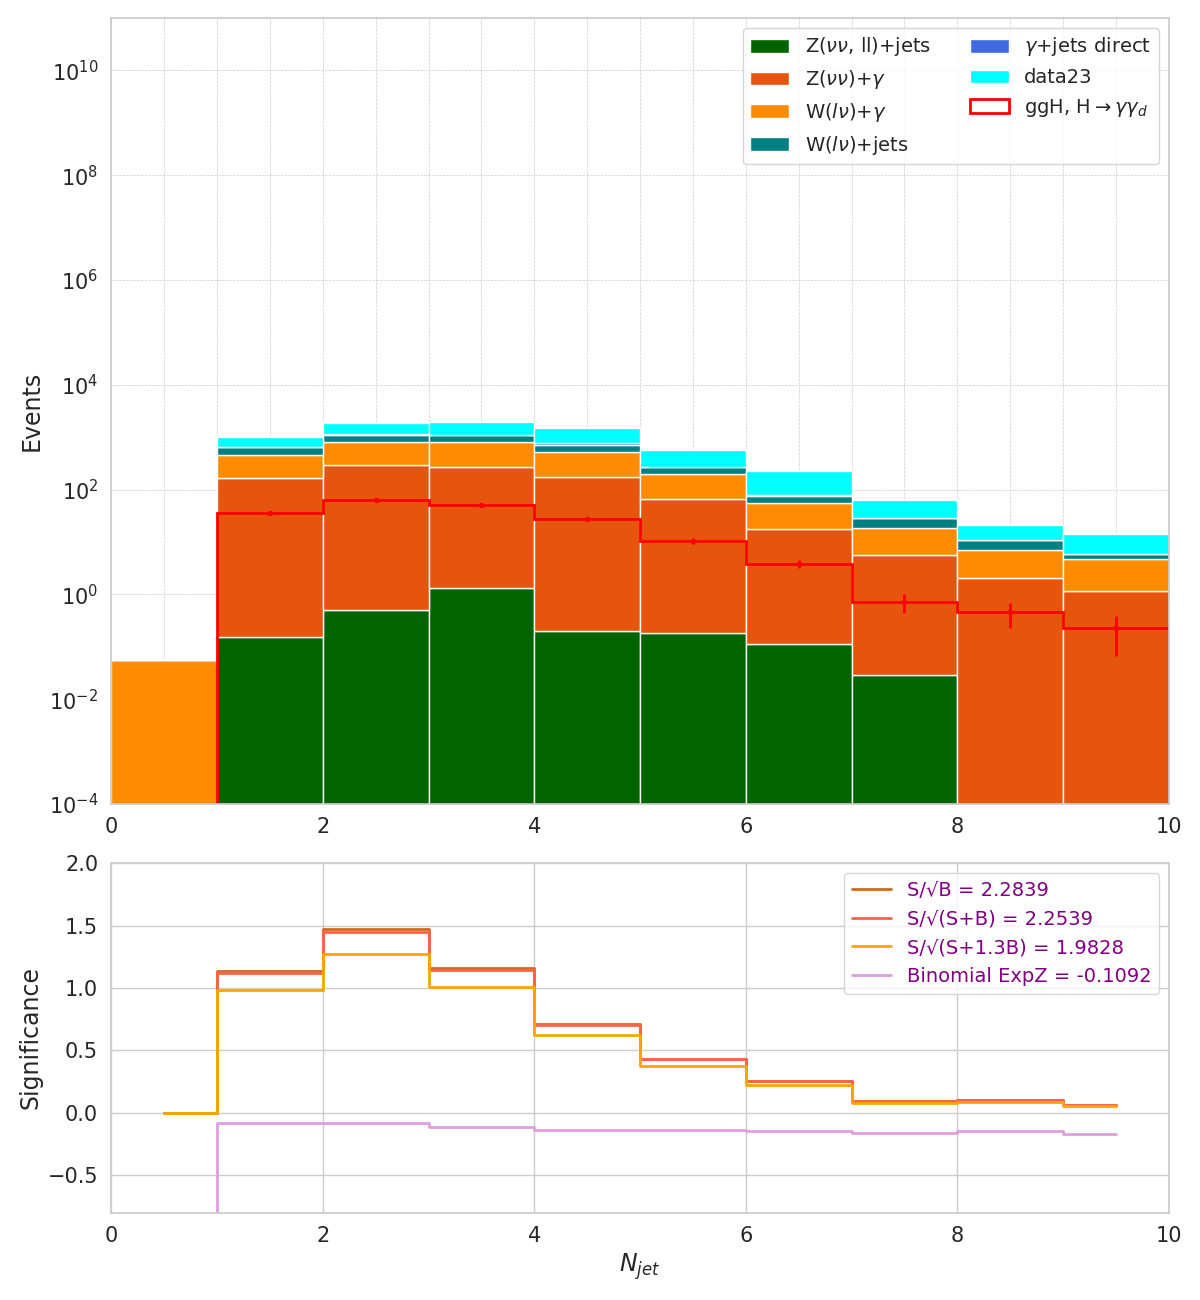 Z(νν, ll)+jets
Z(νν)+γ
W(lν)+γ
W(lν)+jets
γ+jets direct
data23
ggH, H→γγ_d
10^10
10^8
10^6
10^4
10^2
10^0
10^−2
10^−4
Events
0 2 4 6 8 10
S/√B = 2.2839
S/√(S+B) = 2.2539
S/√(S+1.3B) = 1.9828
Binomial ExpZ = -0.1092
2.0
1.5
1.0
0.5
0.0
−0.5
Significance
0 2 4 6 8 10
N_jet